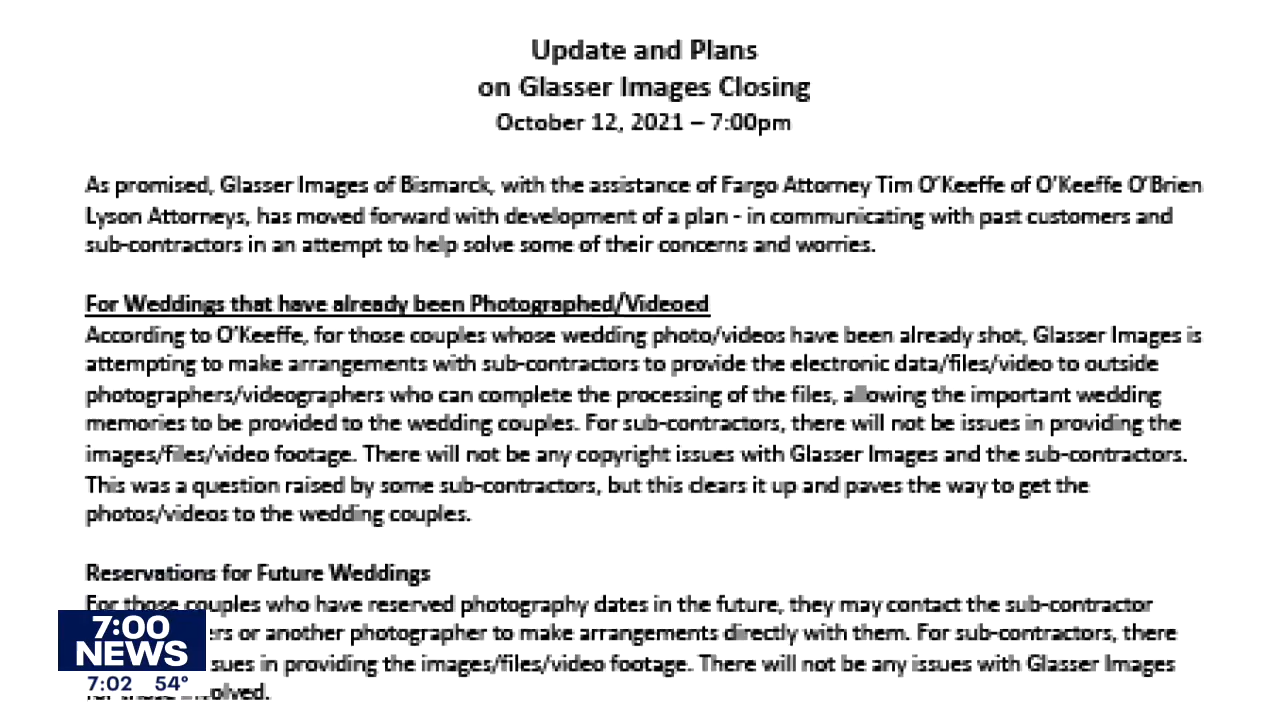 Update and Plans
on Glasser Images Closing
October 12, 2021 – 7:00pm
As promised, Glasser Images of Bismarck, with the assistance of Fargo Attorney Tim O'Keeffe of O'Keeffe O'Brien
Lyson Attorneys, has moved forward with development of a plan - in communicating with past customers and
sub-contractors in an attempt to help solve some of their concerns and worries.
For Weddings that have already been Photographed/Videoed
According to O'Keeffe, for those couples whose wedding photo/videos have been already shot, Glasser Images is
attempting to make arrangements with sub-contractors to provide the electronic data/files/video to outside
photographers/videographers who can complete the processing of the files, allowing the important wedding
memories to be provided to the wedding couples. For sub-contractors, there will not be issues in providing the
images/files/video footage. There will not be any copyright issues with Glasser Images and the sub-contractors.
This was a question raised by some sub-contractors, but this clears it up and paves the way to get the
photos/videos to the wedding couples.
Reservations for Future Weddings
For those couples who have reserved photography dates in the future, they may contact the sub-contractor
or another photographer to make arrangements directly with them. For sub-contractors, there
in providing the images/files/video footage. There will not be any issues with Glasser Images
7:00
NEWS
7:02 54°